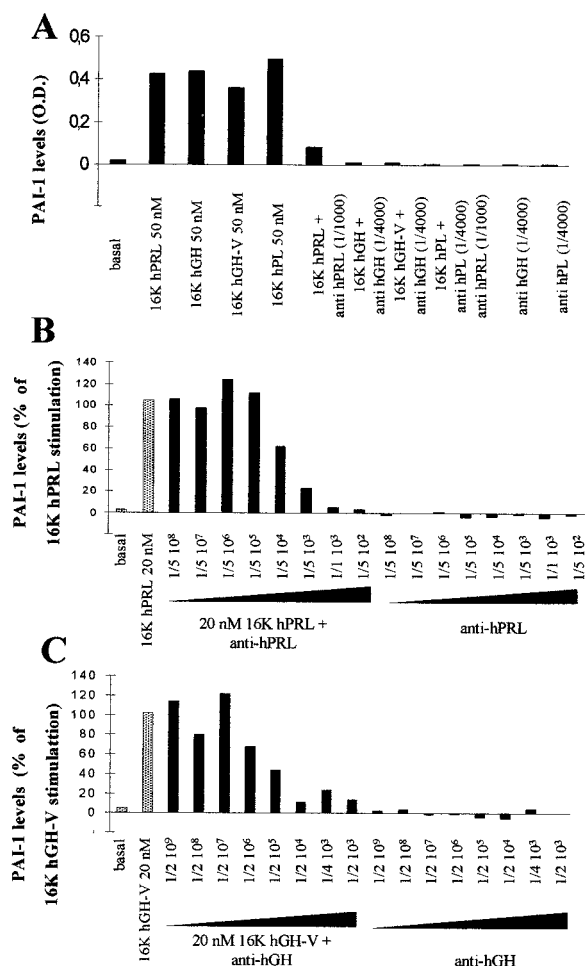 A
PAI-1 levels (O.D.)
0,6
0,4
0,2
0
basal
16K hPRL 50 nM
16K hGH 50 nM
16K hGH-V 50 nM
16K hPL 50 nM
16K hPRL +
anti hPRL (1/1000)
16K hGH +
anti hGH (1/4000)
16K hGH-V +
anti hGH (1/4000)
16K hPL +
anti hPL (1/4000)
anti hPRL (1/1000)
anti hGH (1/4000)
anti hPL (1/4000)
B
PAI-1 levels (% of
16K hPRL stimulation)
140
120
100
80
60
40
20
0
basal
16K hPRL 20 nM
1/5 10⁸
1/5 10⁷
1/5 10⁶
1/5 10⁵
1/5 10⁴
1/5 10³
1/1 10³
1/5 10²
1/5 10⁸
1/5 10⁷
1/5 10⁶
1/5 10⁵
1/5 10⁴
1/5 10³
1/1 10³
1/5 10²
20 nM 16K hPRL +
anti-hPRL
anti-hPRL
C
PAI-1 levels (% of
16K hGH-V stimulattion)
140
120
100
80
60
40
20
0
basal
16K hGH-V 20 nM
1/2 10⁹
1/2 10⁸
1/2 10⁷
1/2 10⁶
1/2 10⁵
1/2 10⁴
1/4 10³
1/2 10³
1/2 10⁹
1/2 10⁸
1/2 10⁷
1/2 10⁶
1/2 10⁵
1/2 10⁴
1/4 10³
1/2 10³
20 nM 16K hGH-V +
anti-hGH
anti-hGH